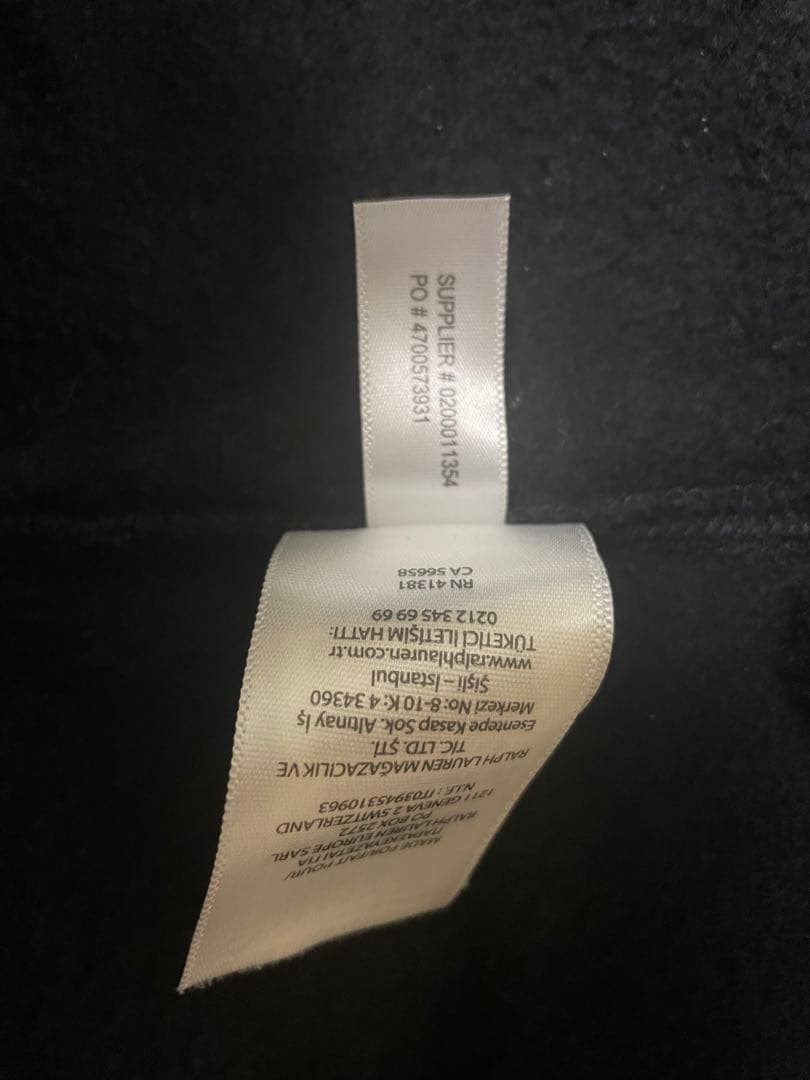 SUPPLIER # 0200011354
PO # 4700573931
MADE FOR/FAIT POUR/
ΠΑΡΑΣΚΕΥΑΖΕΤΑΙ ΓΙΑ
RALPH LAUREN EUROPE SARL
PO BOX 2572
1211 GENEVA 2 SWITZERLAND
N.I.F.: IT03945310963
RALPH LAUREN MAĞAZACILIK VE
TİC. LTD. ŞTİ.
Esentepe Kasap Sok. Altınay İş
Merkezi No:8-10 K: 4 34360
Şişli – İstanbul
www.ralphlauren.com.tr
TÜKETİCİ İLETİŞİM HATTI:
0212 345 69 69
RN 41381
CA 56658